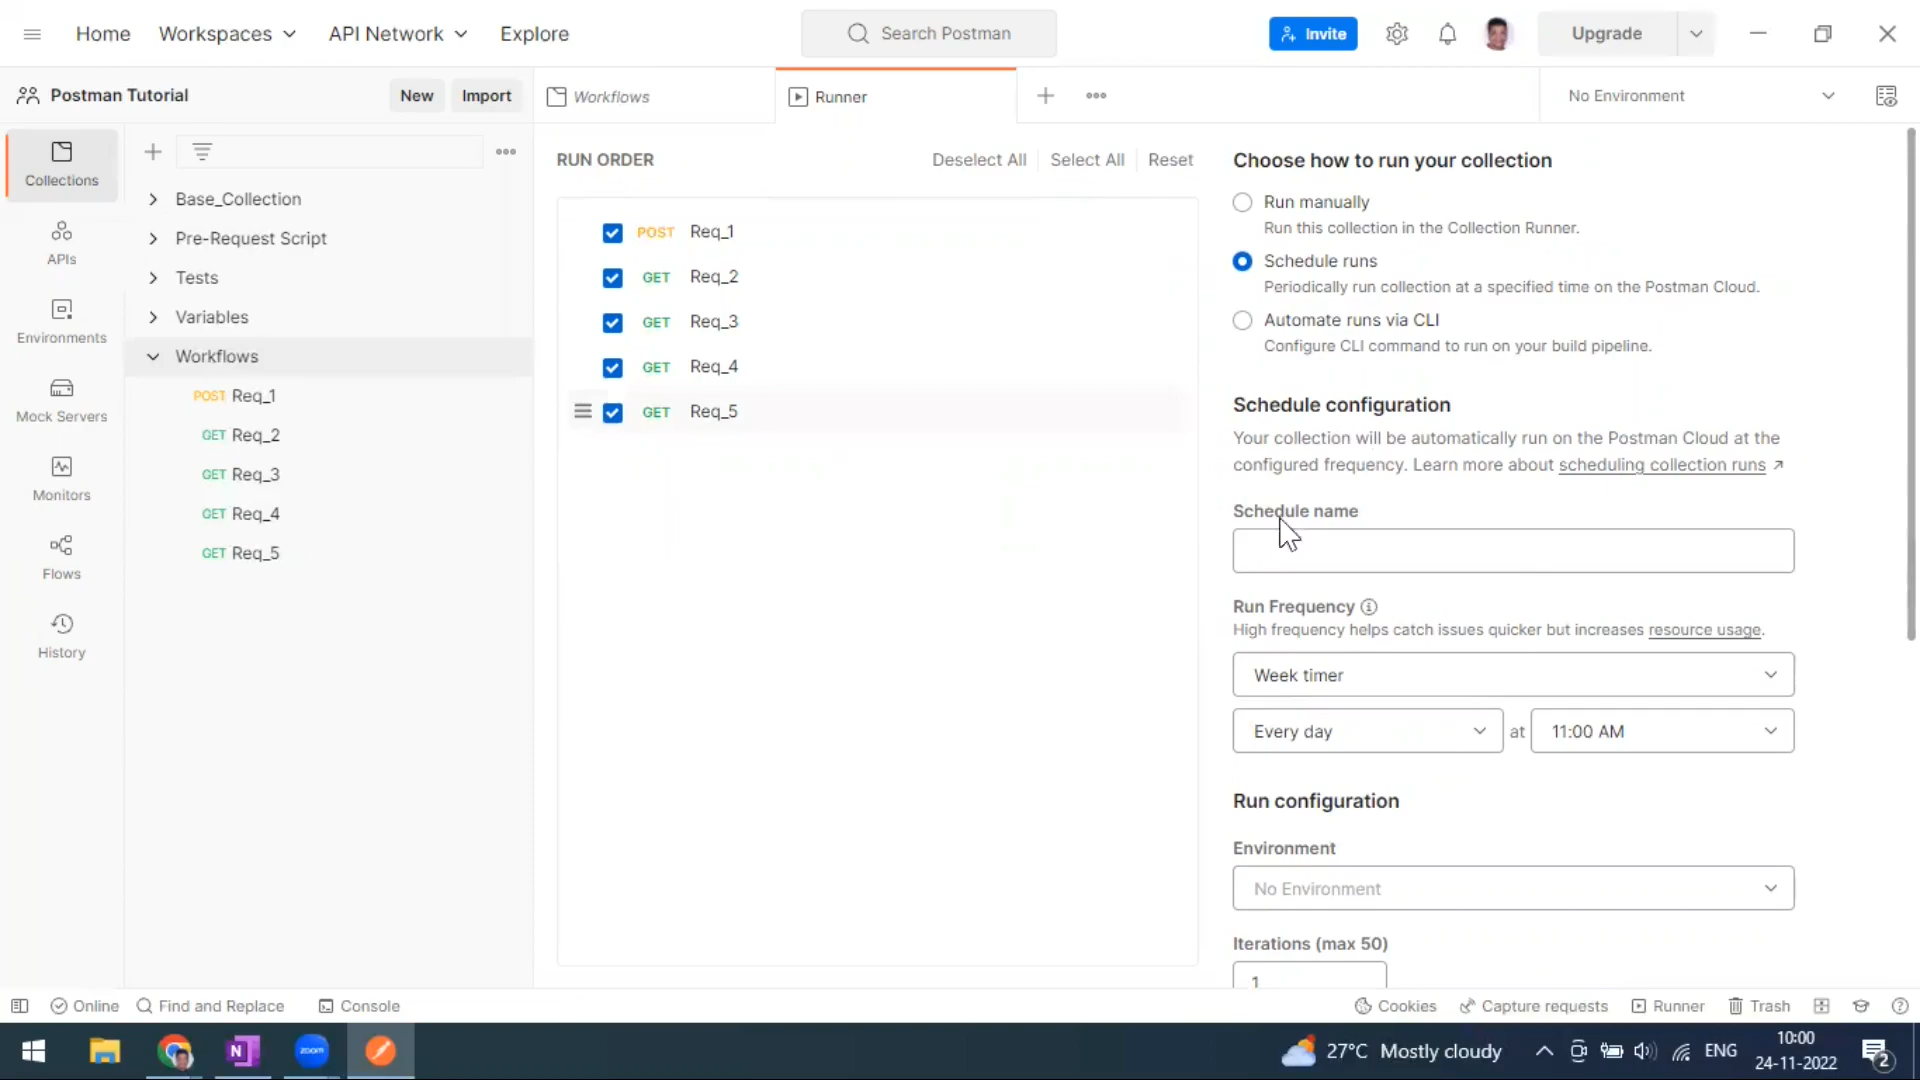 Home Workspaces API Network Explore Search Postman Invite Upgrade
Postman Tutorial New Import Workflows Runner No Environment
Collections
APIs
Environments
Mock Servers
Monitors
Flows
History
Base_Collection
Pre-Request Script
Tests
Variables
Workflows
POST Req_1
GET Req_2
GET Req_3
GET Req_4
GET Req_5
RUN ORDER Deselect All Select All Reset
POST Req_1
GET Req_2
GET Req_3
GET Req_4
GET Req_5
Choose how to run your collection
Run manually
Run this collection in the Collection Runner.
Schedule runs
Periodically run collection at a specified time on the Postman Cloud.
Automate runs via CLI
Configure CLI command to run on your build pipeline.
Schedule configuration
Your collection will be automatically run on the Postman Cloud at the
configured frequency. Learn more about scheduling collection runs ↗
Schedule name
Run Frequency
High frequency helps catch issues quicker but increases resource usage.
Week timer
Every day at 11:00 AM
Run configuration
Environment
No Environment
Iterations (max 50)
1
Online Find and Replace Console Cookies Capture requests Runner Trash
N zoom 27°C Mostly cloudy ENG 10:00
24-11-2022 2